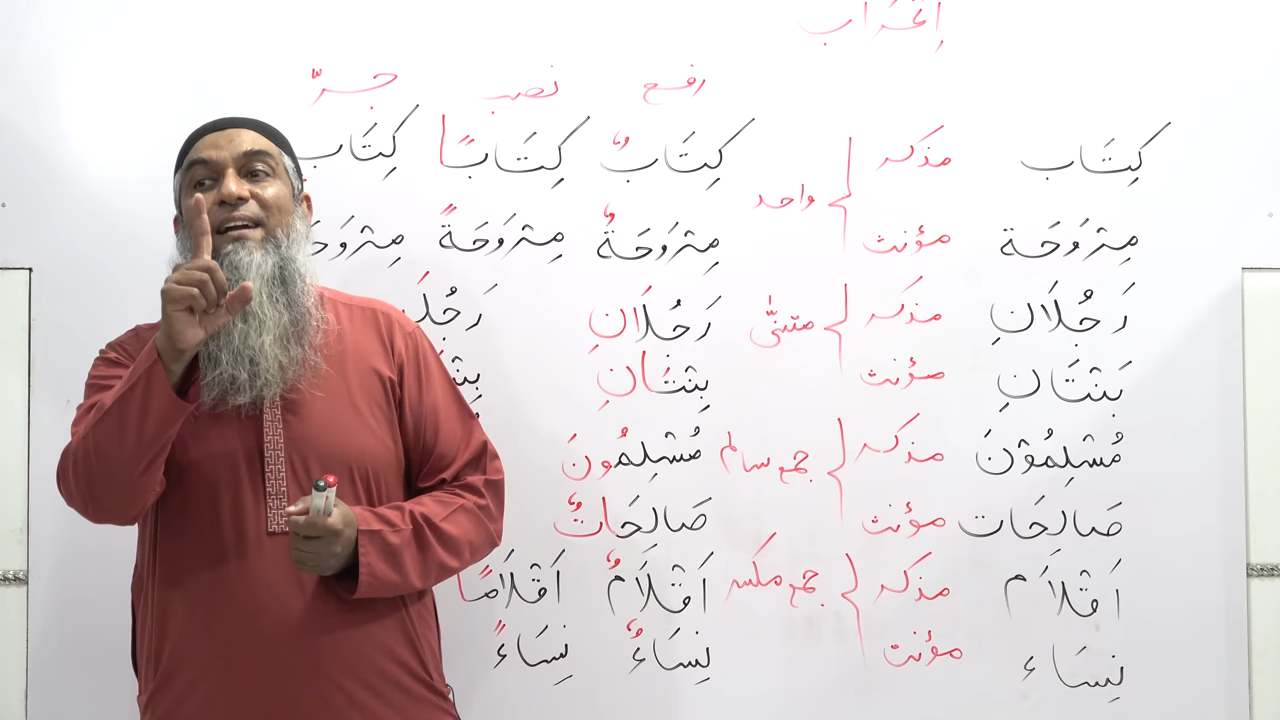 إعراب
رفع نصب جرّ
كِتَاب مذكر واحد كِتَابٌ كِتَابًا كِتَاب
مِرْوَحَة مؤنث مِرْوَحَةٌ مِرْوَحَةً مِرْوَحَ
رَجُلَانِ مذكر مثنّٰى رَجُلَانِ رَجُلَ
بَنْتَانِ مؤنث بِنْتَانِ بِنْتَ
مُسْلِمُوْنَ مذكر جمع سالم مُسْلِمُونَ
صَالِحَات مؤنث صَالِحَاتٌ
اَقْلَام مذكر جمع مكسر اَقْلَامٌ اَقْلَامًا
نِسَاء مؤنث نِسَاءٌ نِسَاءً